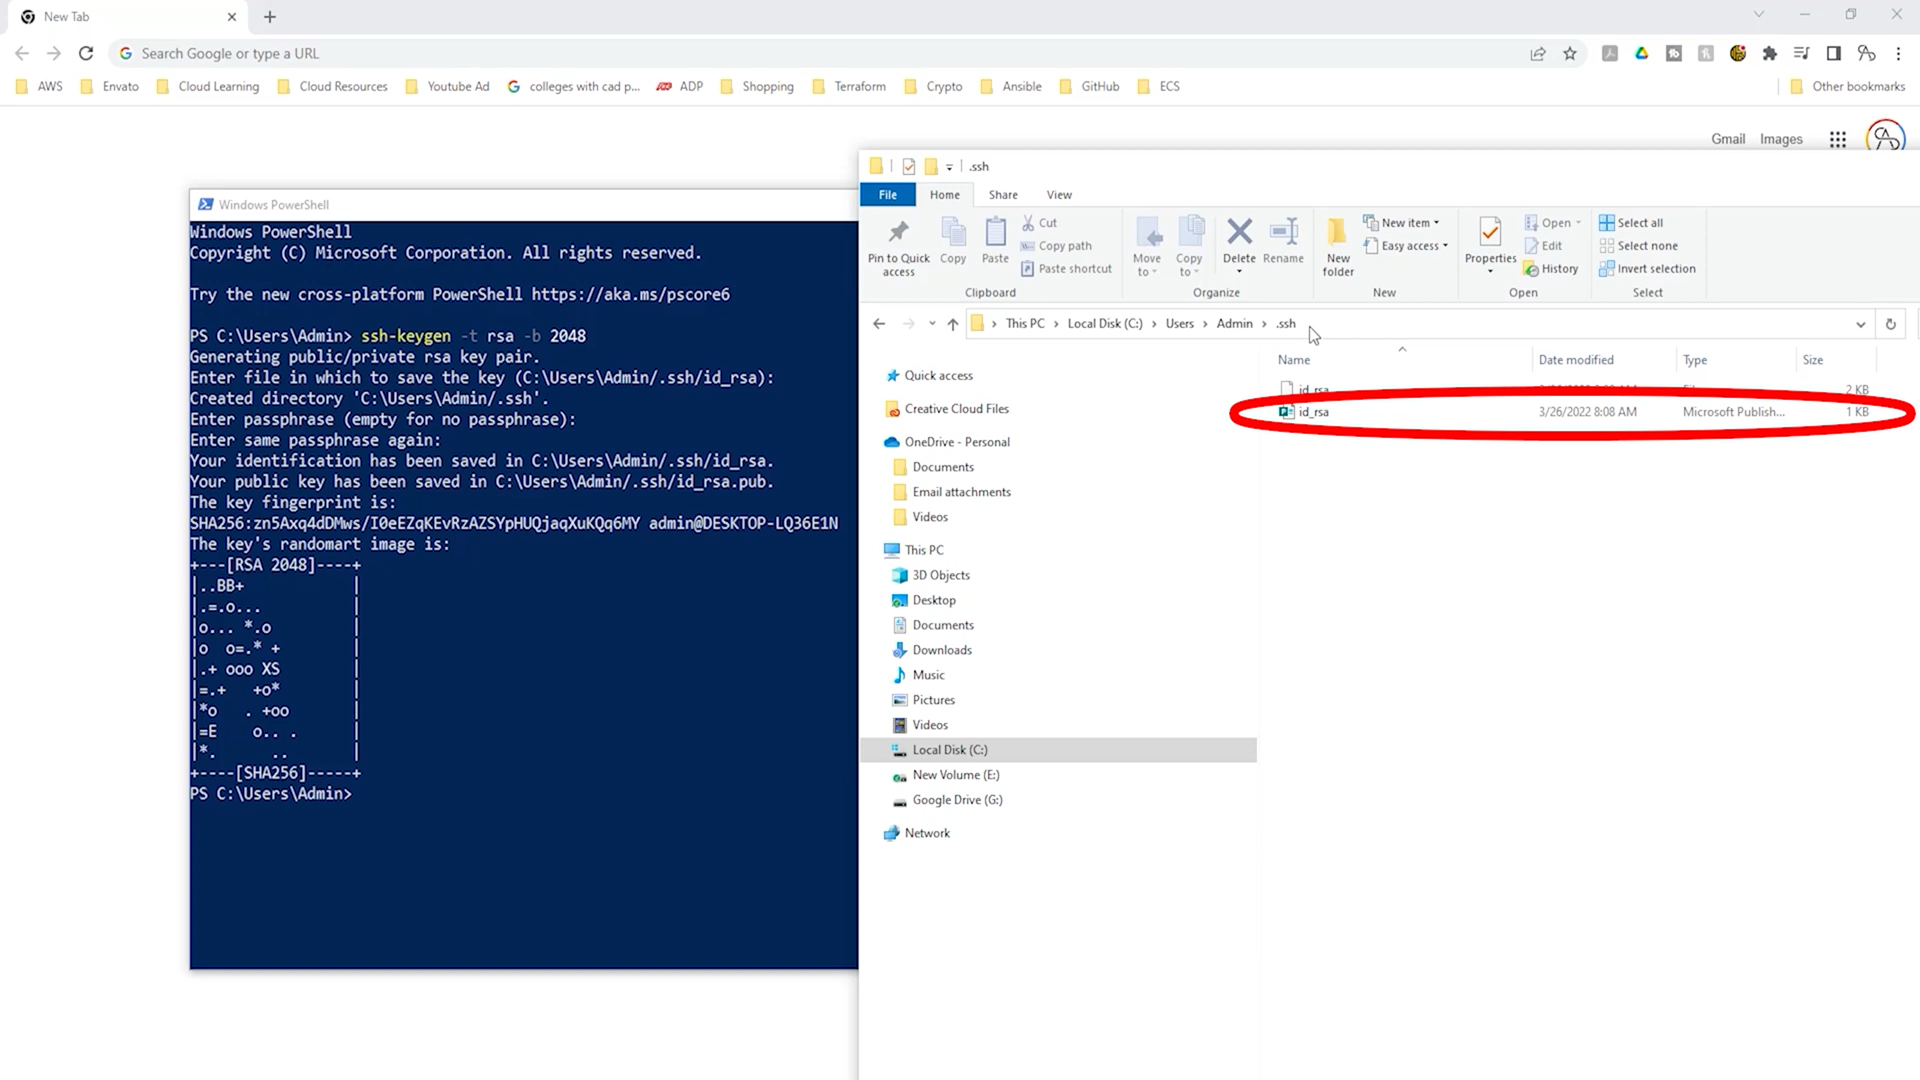 New Tab
Search Google or type a URL
AWS Envato Cloud Learning Cloud Resources Youtube Ad colleges with cad p... ADP Shopping Terraform Crypto Ansible GitHub ECS Other bookmarks
Gmail Images
.ssh
File Home Share View
Pin to Quick access
Copy
Paste
Cut
Copy path
Paste shortcut
Clipboard
Move to
Copy to
Delete
Rename
Organize
New folder
New item
Easy access
New
Properties
Open
Edit
History
Open
Select all
Select none
Invert selection
Select
This PC > Local Disk (C:) > Users > Admin > .ssh
Name Date modified Type Size
id_rsa 2 KB
id_rsa 3/26/2022 8:08 AM Microsoft Publish... 1 KB
Quick access
Creative Cloud Files
OneDrive - Personal
Documents
Email attachments
Videos
This PC
3D Objects
Desktop
Documents
Downloads
Music
Pictures
Videos
Local Disk (C:)
New Volume (E:)
Google Drive (G:)
Network
Windows PowerShell
Windows PowerShell
Copyright (C) Microsoft Corporation. All rights reserved.
Try the new cross-platform PowerShell https://aka.ms/pscore6
PS C:\Users\Admin> ssh-keygen -t rsa -b 2048
Generating public/private rsa key pair.
Enter file in which to save the key (C:\Users\Admin/.ssh/id_rsa):
Created directory 'C:\Users\Admin/.ssh'.
Enter passphrase (empty for no passphrase):
Enter same passphrase again:
Your identification has been saved in C:\Users\Admin/.ssh/id_rsa.
Your public key has been saved in C:\Users\Admin/.ssh/id_rsa.pub.
The key fingerprint is:
SHA256:zn5Axq4dDMws/I0eEZqKEvRzAZSYpHUQjaqXuKQq6MY admin@DESKTOP-LQ36E1N
The key's randomart image is:
+---[RSA 2048]----+
|..BB+            |
|.=.o...          |
|o... *.o         |
|o  o=.* +        |
|.+ ooo XS        |
|=.+   +o*        |
|*o   . +oo       |
|=E    o.. .      |
|*.      ..       |
+----[SHA256]-----+
PS C:\Users\Admin>